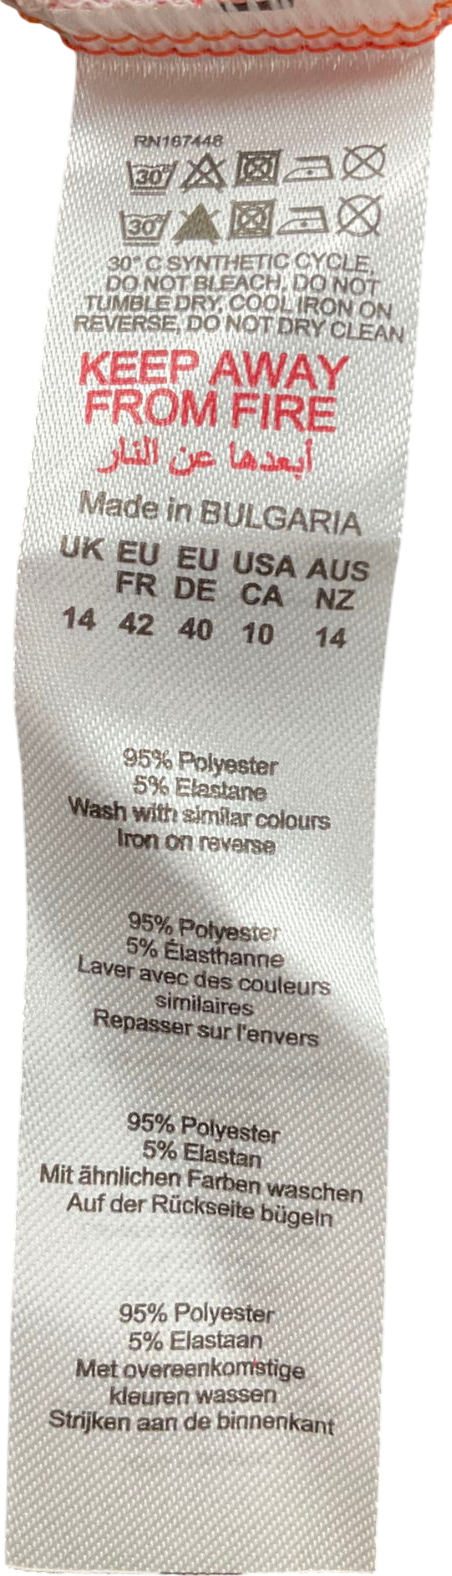 RN167448
30°
30°
30° C SYNTHETIC CYCLE,
DO NOT BLEACH, DO NOT
TUMBLE DRY, COOL IRON ON
REVERSE, DO NOT DRY CLEAN
KEEP AWAY
FROM FIRE
أبعدها عن النار
Made in BULGARIA
UK EU EU USA AUS
FR DE CA NZ
14 42 40 10 14
95% Polyester
5% Elastane
Wash with similar colours
Iron on reverse
95% Polyester
5% Élasthanne
Laver avec des couleurs
similaires
Repasser sur l'envers
95% Polyester
5% Elastan
Mit ähnlichen Farben waschen
Auf der Rückseite bügeln
95% Polyester
5% Elastaan
Met overeenkomstige
kleuren wassen
Strijken aan de binnenkant